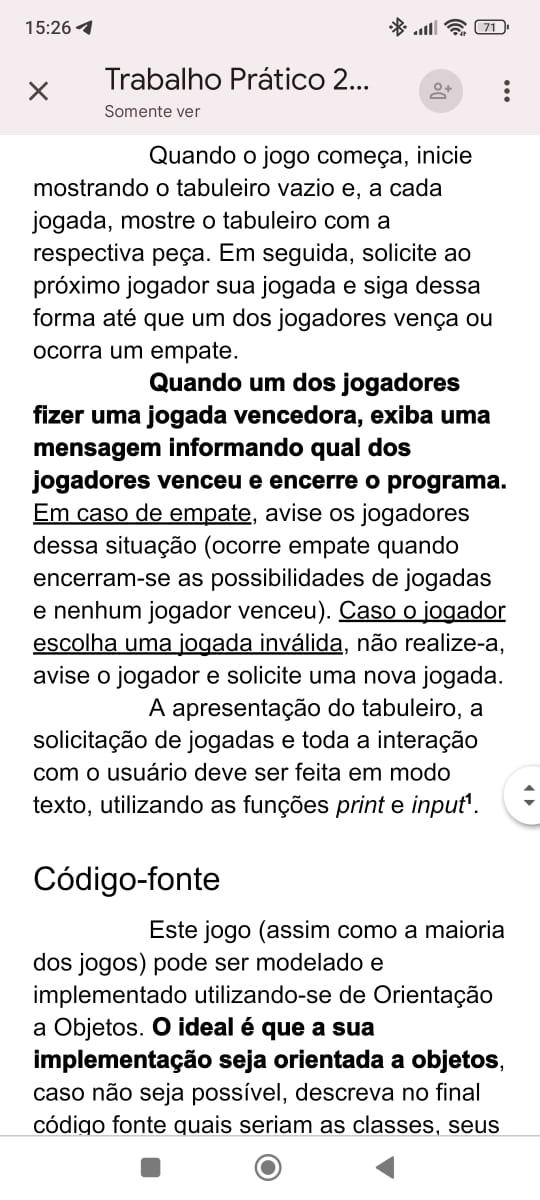 15:26
71
Trabalho Prático 2...
Somente ver
Quando o jogo começa, inicie
mostrando o tabuleiro vazio e, a cada
jogada, mostre o tabuleiro com a
respectiva peça. Em seguida, solicite ao
próximo jogador sua jogada e siga dessa
forma até que um dos jogadores vença ou
ocorra um empate.
Quando um dos jogadores
fizer uma jogada vencedora, exiba uma
mensagem informando qual dos
jogadores venceu e encerre o programa.
Em caso de empate, avise os jogadores
dessa situação (ocorre empate quando
encerram-se as possibilidades de jogadas
e nenhum jogador venceu). Caso o jogador
escolha uma jogada inválida, não realize-a,
avise o jogador e solicite uma nova jogada.
A apresentação do tabuleiro, a
solicitação de jogadas e toda a interação
com o usuário deve ser feita em modo
texto, utilizando as funções print e input¹.
Código-fonte
Este jogo (assim como a maioria
dos jogos) pode ser modelado e
implementado utilizando-se de Orientação
a Objetos. O ideal é que a sua
implementação seja orientada a objetos,
caso não seja possível, descreva no final
código fonte quais seriam as classes, seus